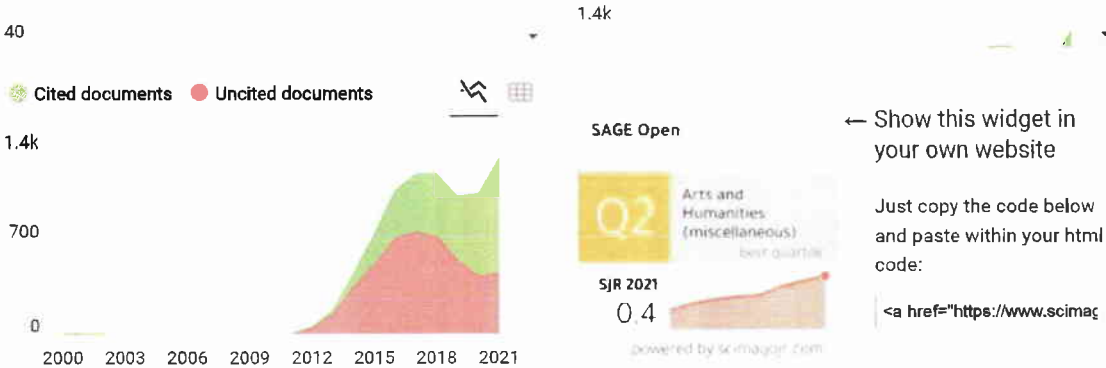 40
Cited documents Uncited documents
1.4k
700
0
2000 2003 2006 2009 2012 2015 2018 2021
1.4k
SAGE Open
Q2
Arts and
Humanities
(miscellaneous)
best quartile
SJR 2021
0.4
powered by scimagojr.com
← Show this widget in
your own website
Just copy the code below
and paste within your html
code:
<a href="https://www.scimag